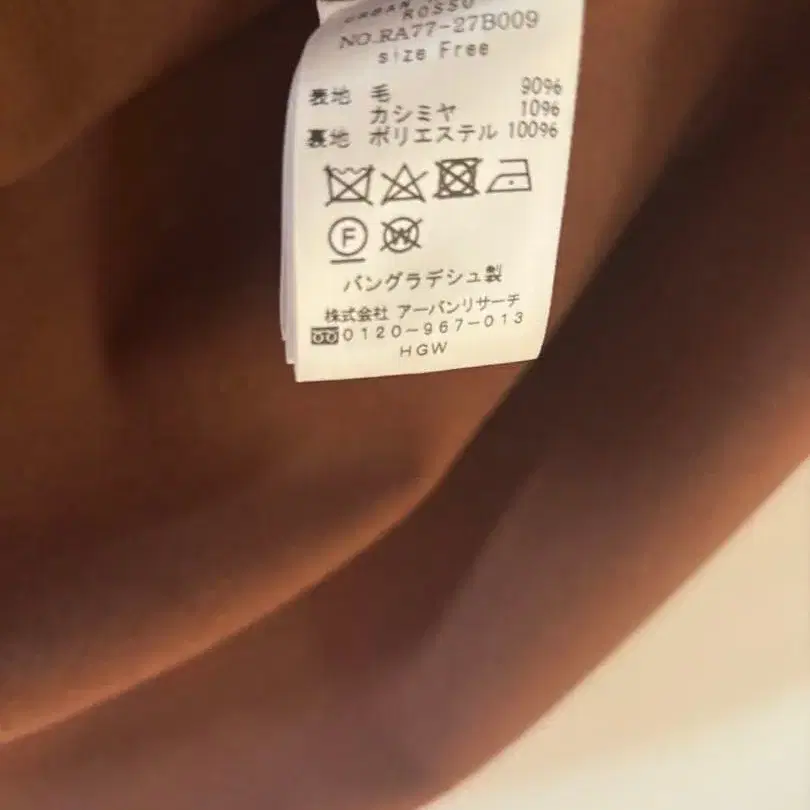 URBAN
ROSSO
NO.RA77-27B009
size Free
表地 毛 90%
カシミヤ 10%
裏地 ポリエステル 100%
F W
バングラデシュ製
株式会社 アーバンリサーチ
0120-967-013
HGW